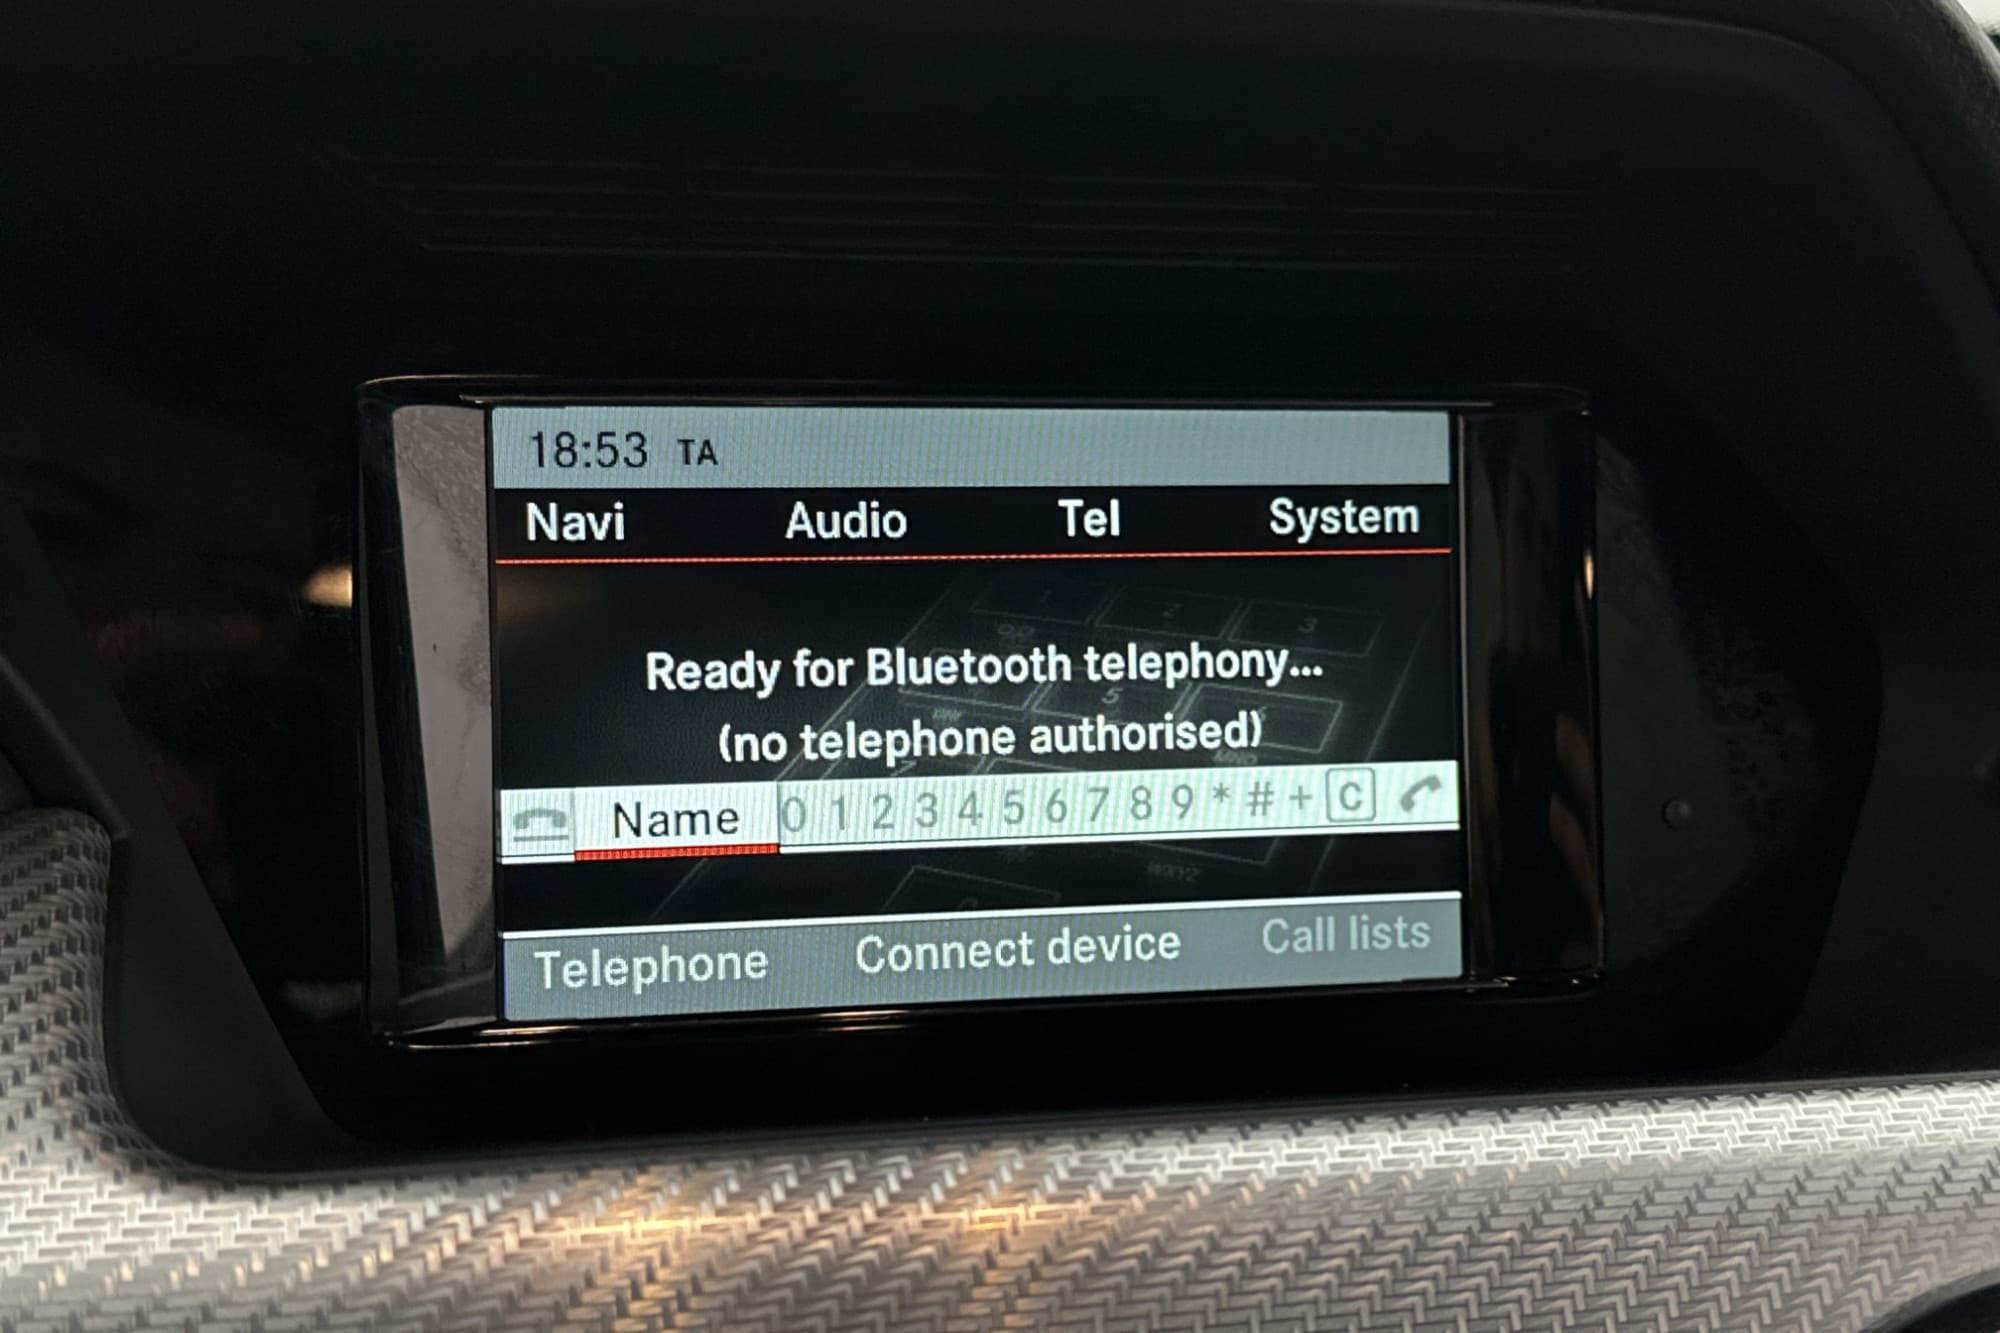 18:53 TA
Navi Audio Tel System
Ready for Bluetooth telephony...
(no telephone authorised)
Name 0 1 2 3 4 5 6 7 8 9 * # + C
Telephone Connect device Call lists